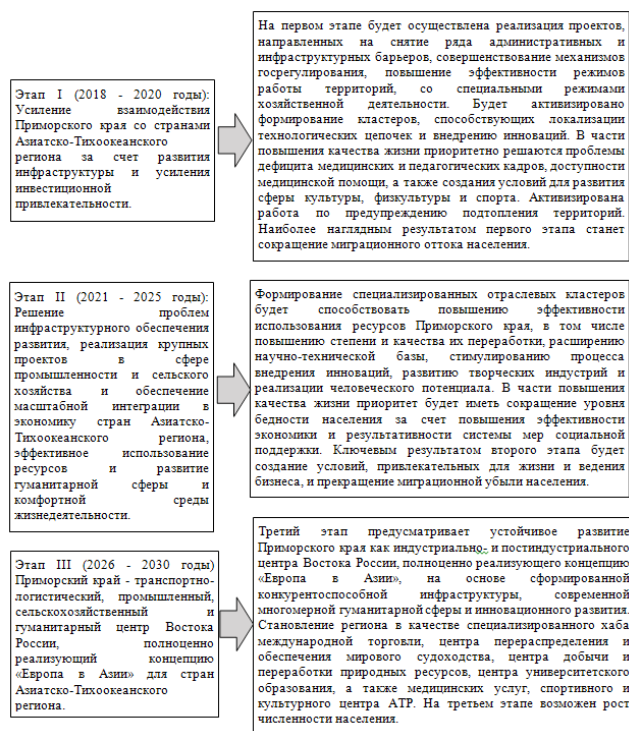 Этап I (2018 - 2020 годы):
Усиление взаимодействия
Приморского края со странами
Азиатско-Тихоокеанского
региона за счет развития
инфраструктуры и усиления
инвестиционной
привлекательности.
На первом этапе будет осуществлена реализация проектов,
направленных на снятие ряда административных и
инфраструктурных барьеров, совершенствование механизмов
госрегулирования, повышение эффективности режимов
работы территорий, со специальными режимами
хозяйственной деятельности. Будет активизировано
формирование кластеров, способствующих локализации
технологических цепочек и внедрению инноваций. В части
повышения качества жизни приоритетно решаются проблемы
дефицита медицинских и педагогических кадров, доступности
медицинской помощи, а также создания условий для развития
сферы культуры, физкультуры и спорта. Активизирована
работа по предупреждению подтопления территорий.
Наиболее наглядным результатом первого этапа станет
сокращение миграционного оттока населения.
Этап II (2021 - 2025 годы):
Решение проблем
инфраструктурного обеспечения
развития, реализация крупных
проектов в сфере
промышленности и сельского
хозяйства и обеспечение
масштабной интеграции в
экономику стран Азиатско-
Тихоокеанского региона,
эффективное использование
ресурсов и развитие
гуманитарной сферы и
комфортной среды
жизнедеятельности.
Формирование специализированных отраслевых кластеров
будет способствовать повышению эффективности
использования ресурсов Приморского края, в том числе
повышению степени и качества их переработки, расширению
научно-технической базы, стимулированию процесса
внедрения инноваций, развитию творческих индустрий и
реализации человеческого потенциала. В части повышения
качества жизни приоритет будет иметь сокращение уровня
бедности населения за счет повышения эффективности
экономики и результативности системы мер социальной
поддержки. Ключевым результатом второго этапа будет
создание условий, привлекательных для жизни и ведения
бизнеса, и прекращение миграционной убыли населения.
Этап III (2026 - 2030 годы)
Приморский край - транспортно-
логистический, промышленный,
сельскохозяйственный и
гуманитарный центр Востока
России, полноценно
реализующий концепцию
«Европа в Азии» для стран
Азиатско-Тихоокеанского
региона.
Третий этап предусматривает устойчивое развитие
Приморского края как индустриально- и постиндустриального
центра Востока России, полноценно реализующего концепцию
«Европа в Азии», на основе сформированной
конкурентоспособной инфраструктуры, современной
многомерной гуманитарной сферы и инновационного развития.
Становление региона в качестве специализированного хаба
международной торговли, центра перераспределения и
обеспечения мирового судоходства, центра добычи и
переработки природных ресурсов, центра университетского
образования, а также медицинских услуг, спортивного и
культурного центра АТР. На третьем этапе возможен рост
численности населения.